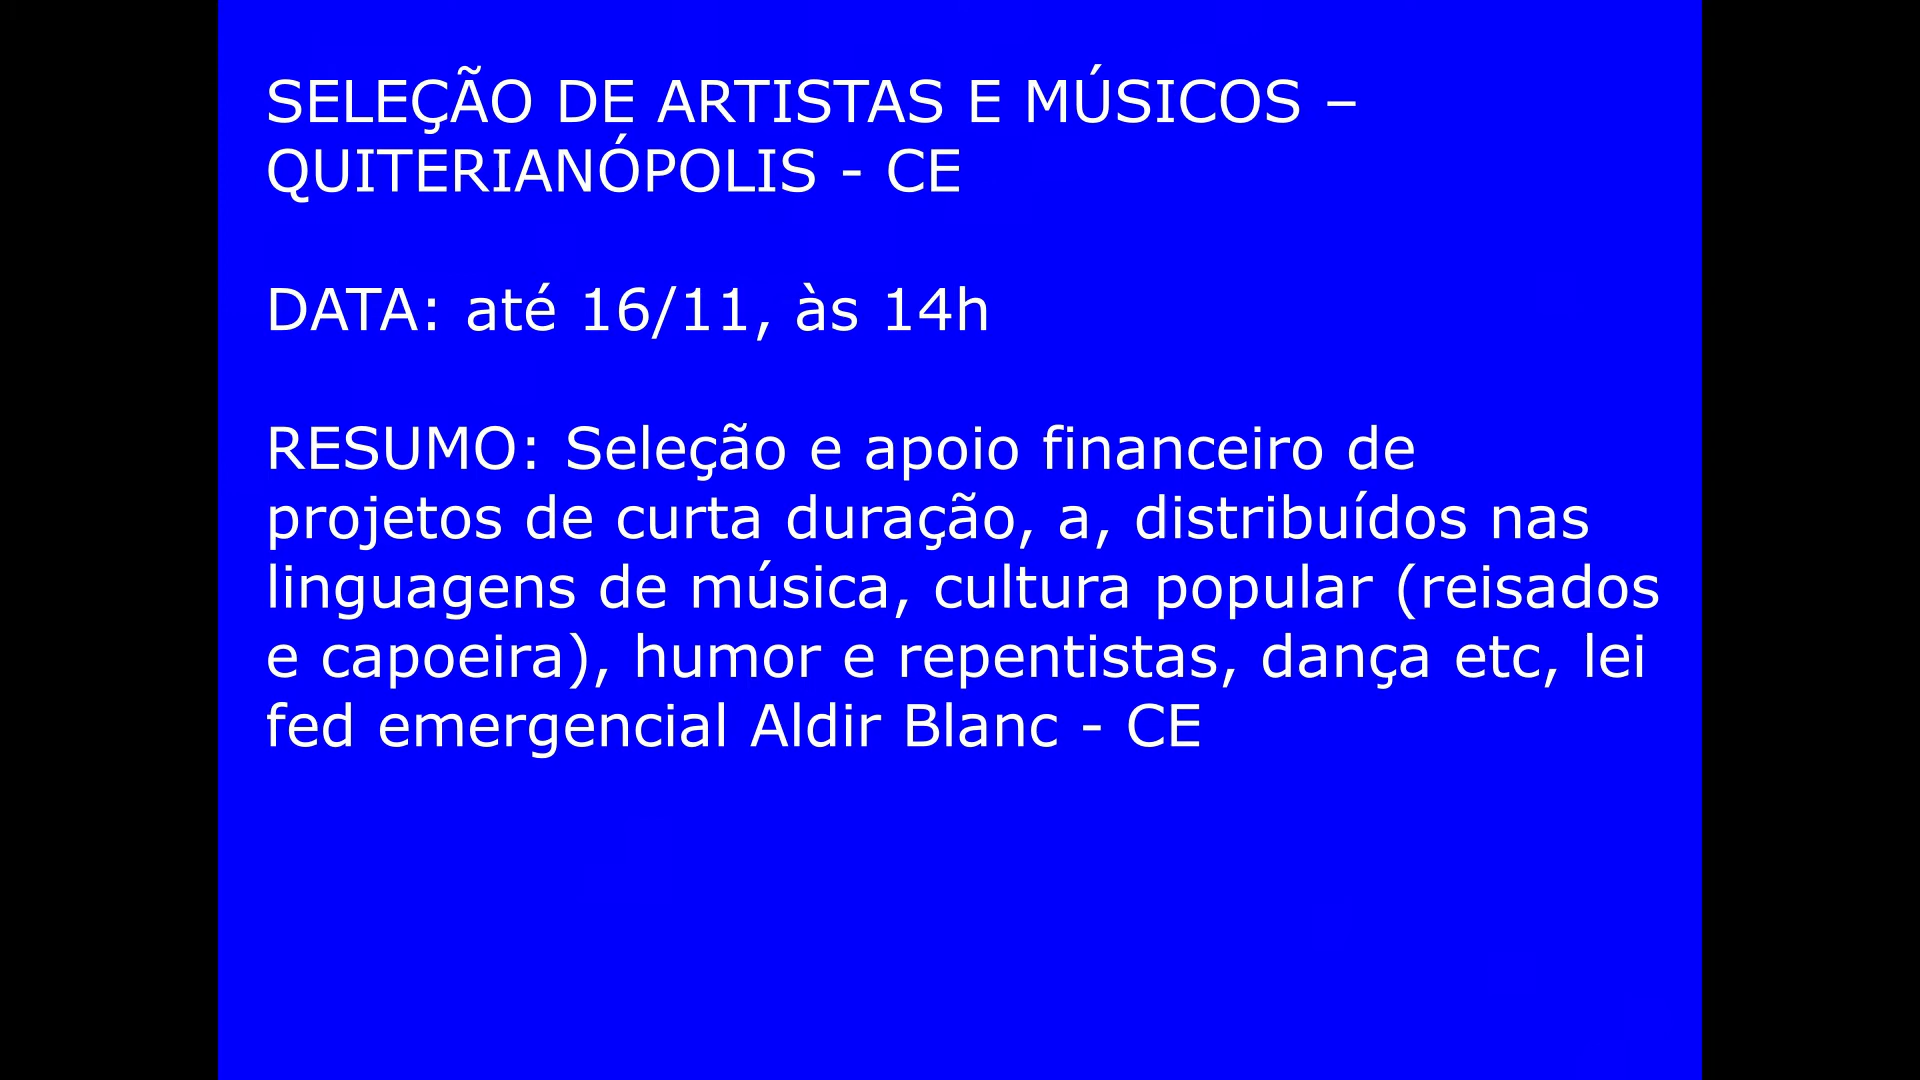 SELEÇÃO DE ARTISTAS E MÚSICOS –
QUITERIANÓPOLIS - CE
DATA: até 16/11, às 14h
RESUMO: Seleção e apoio financeiro de
projetos de curta duração, a, distribuídos nas
linguagens de música, cultura popular (reisados
e capoeira), humor e repentistas, dança etc, lei
fed emergencial Aldir Blanc - CE